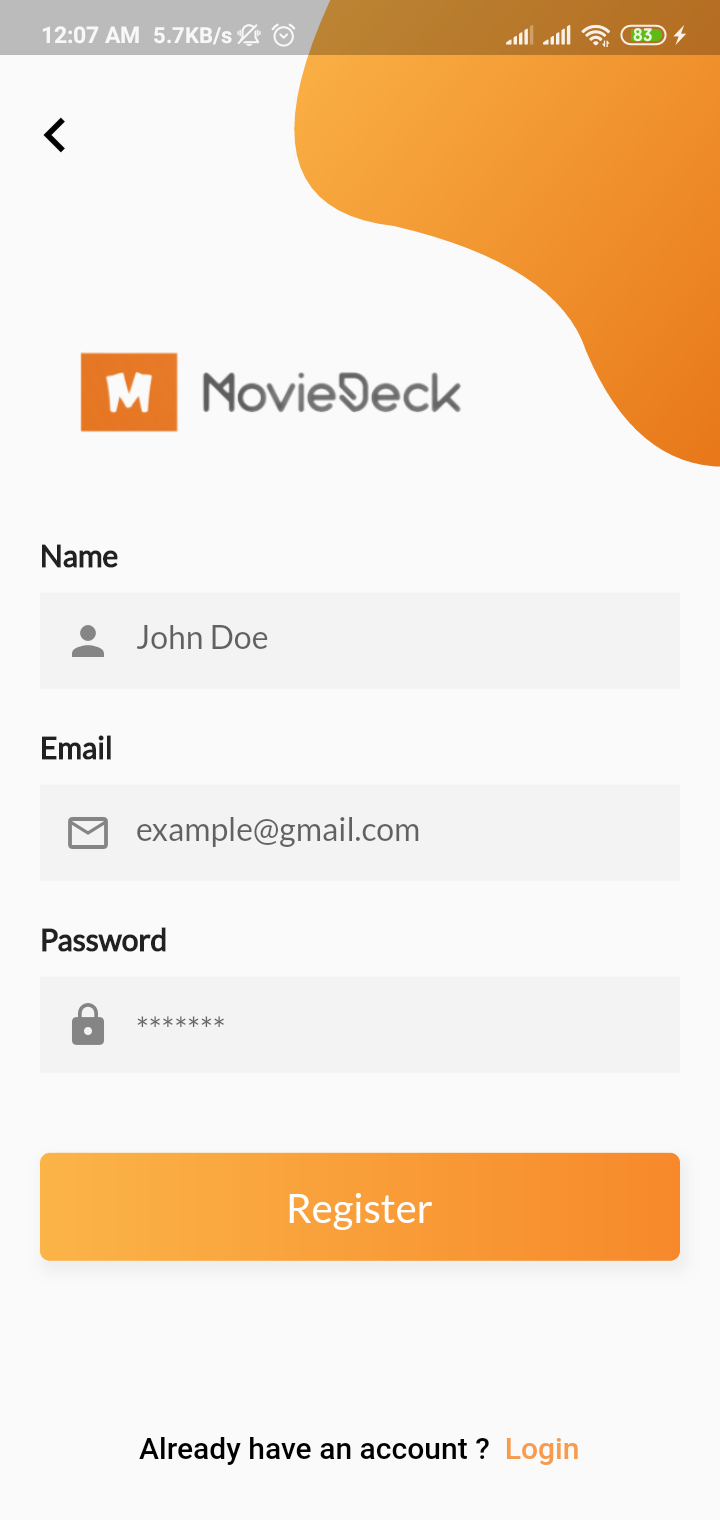 12:07 AM 5.7KB/s 83
M MovieDeck
Name
John Doe
Email
example@gmail.com
Password
*******
Register
Already have an account ? Login